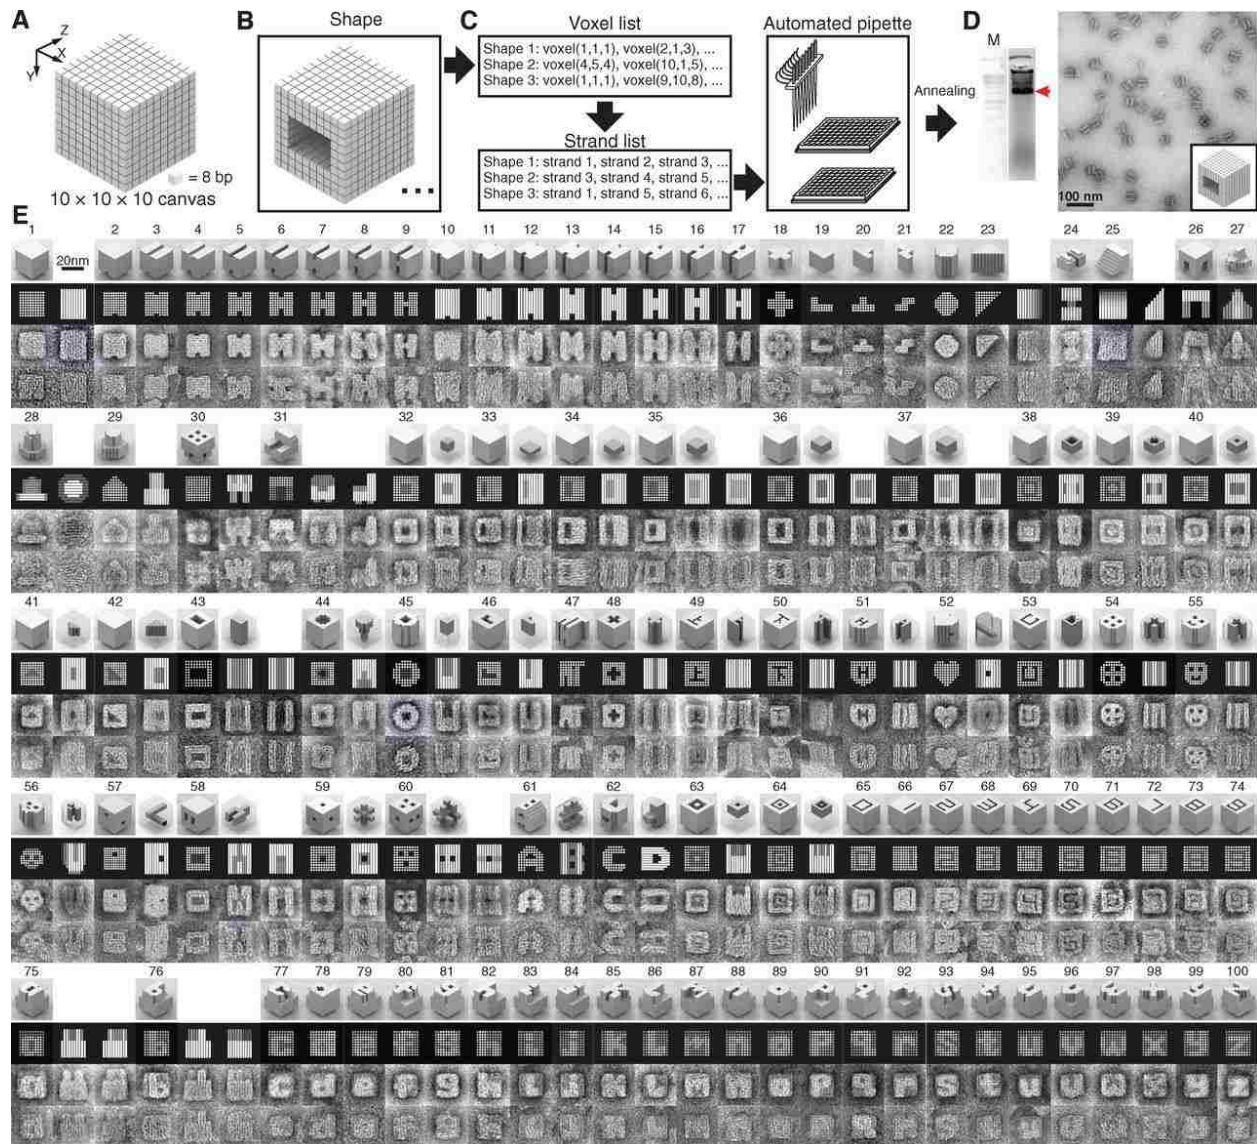 A
Z
X
Y
= 8 bp
10 × 10 × 10 canvas
B
Shape
C
Voxel list
Shape 1: voxel(1,1,1), voxel(2,1,3), ...
Shape 2: voxel(4,5,4), voxel(10,1,5), ...
Shape 3: voxel(1,1,1), voxel(9,10,8), ...
Strand list
Shape 1: strand 1, strand 2, strand 3, ...
Shape 2: strand 3, strand 4, strand 5, ...
Shape 3: strand 1, strand 5, strand 6, ...
Automated pipette
Annealing
D
M
100 nm
E
1 2 3 4 5 6 7 8 9 10 11 12 13 14 15 16 17 18 19 20 21 22 23 24 25 26 27
20nm
28 29 30 31 32 33 34 35 36 37 38 39 40
41 42 43 44 45 46 47 48 49 50 51 52 53 54 55
56 57 58 59 60 61 62 63 64 65 66 67 68 69 70 71 72 73 74
75 76 77 78 79 80 81 82 83 84 85 86 87 88 89 90 91 92 93 94 95 96 97 98 99 100